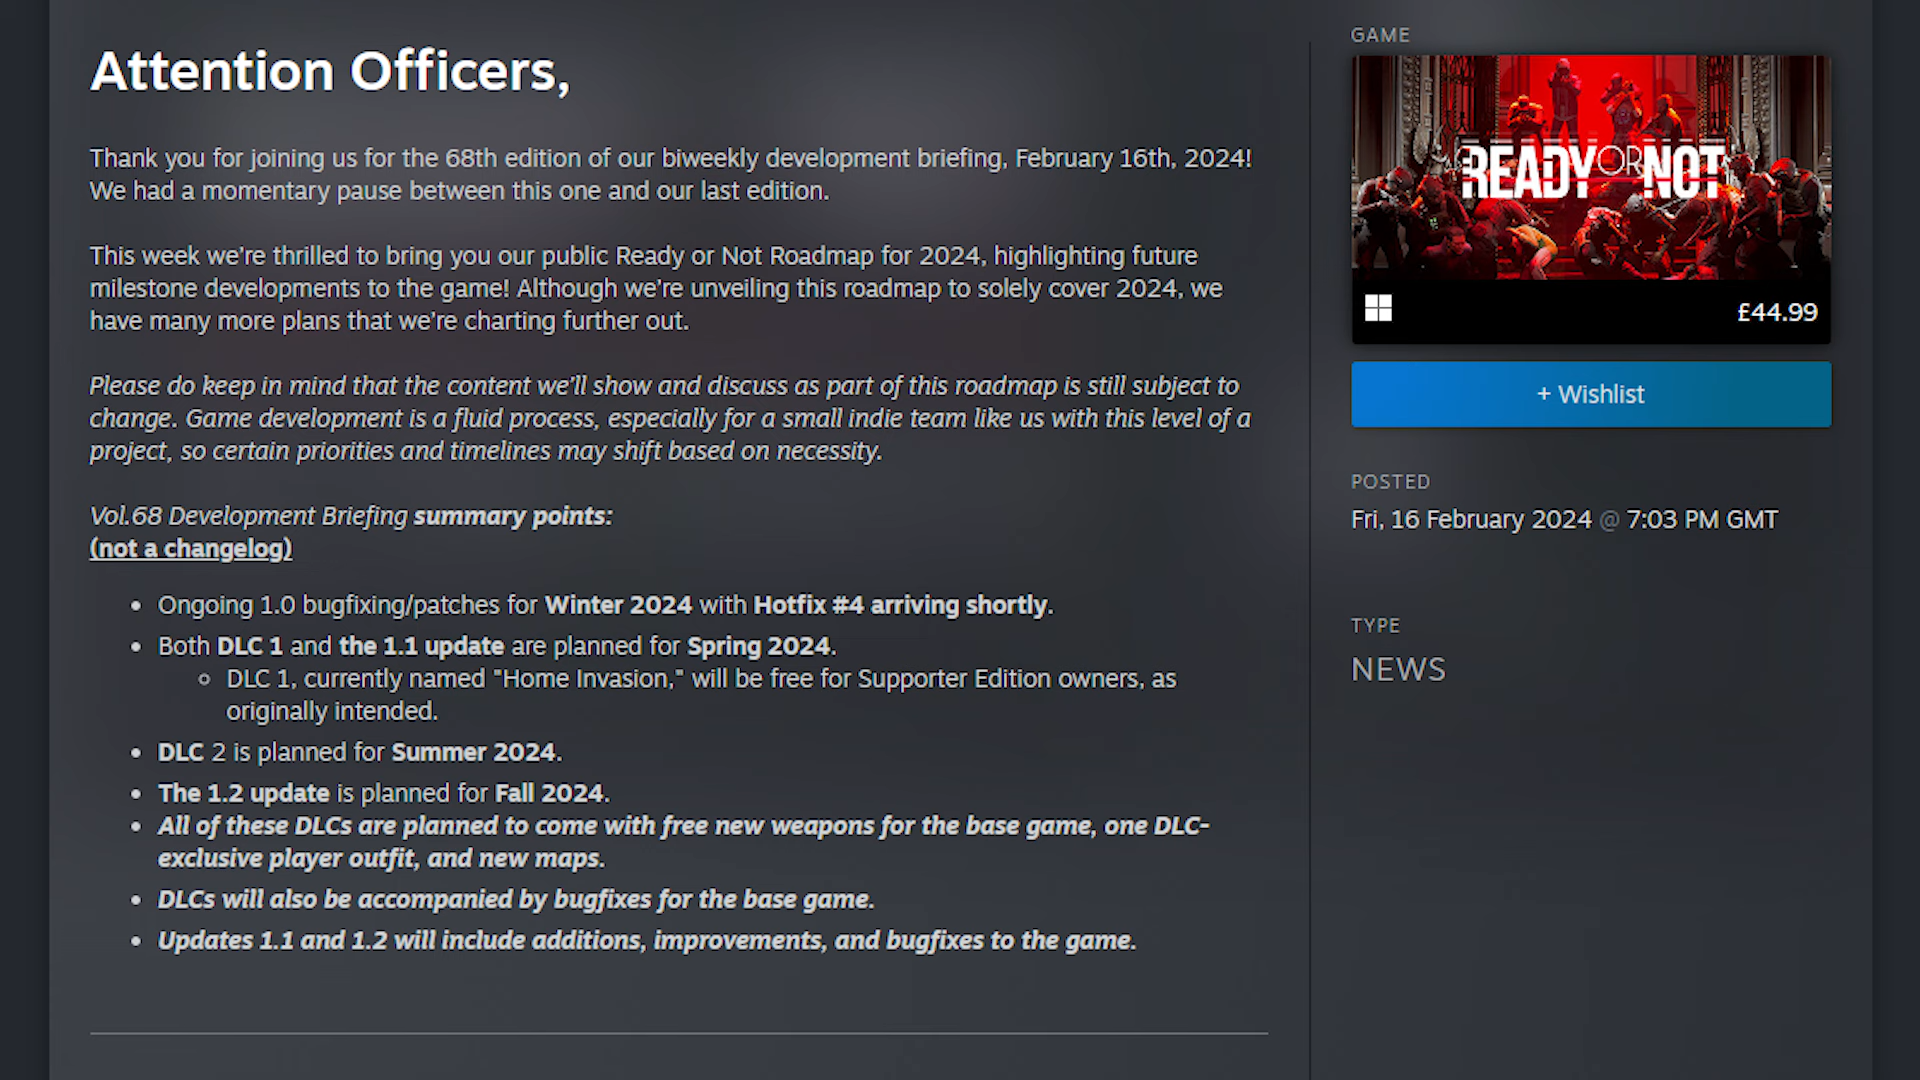 Attention Officers,
Thank you for joining us for the 68th edition of our biweekly development briefing, February 16th, 2024!
We had a momentary pause between this one and our last edition.
This week we're thrilled to bring you our public Ready or Not Roadmap for 2024, highlighting future
milestone developments to the game! Although we're unveiling this roadmap to solely cover 2024, we
have many more plans that we're charting further out.
Please do keep in mind that the content we'll show and discuss as part of this roadmap is still subject to
change. Game development is a fluid process, especially for a small indie team like us with this level of a
project, so certain priorities and timelines may shift based on necessity.
Vol.68 Development Briefing summary points:
(not a changelog)
• Ongoing 1.0 bugfixing/patches for Winter 2024 with Hotfix #4 arriving shortly.
• Both DLC 1 and the 1.1 update are planned for Spring 2024.
◦ DLC 1, currently named "Home Invasion," will be free for Supporter Edition owners, as
originally intended.
• DLC 2 is planned for Summer 2024.
• The 1.2 update is planned for Fall 2024.
• All of these DLCs are planned to come with free new weapons for the base game, one DLC-
exclusive player outfit, and new maps.
• DLCs will also be accompanied by bugfixes for the base game.
• Updates 1.1 and 1.2 will include additions, improvements, and bugfixes to the game.
GAME
READY OR NOT
£44.99
+ Wishlist
POSTED
Fri, 16 February 2024 @ 7:03 PM GMT
TYPE
NEWS